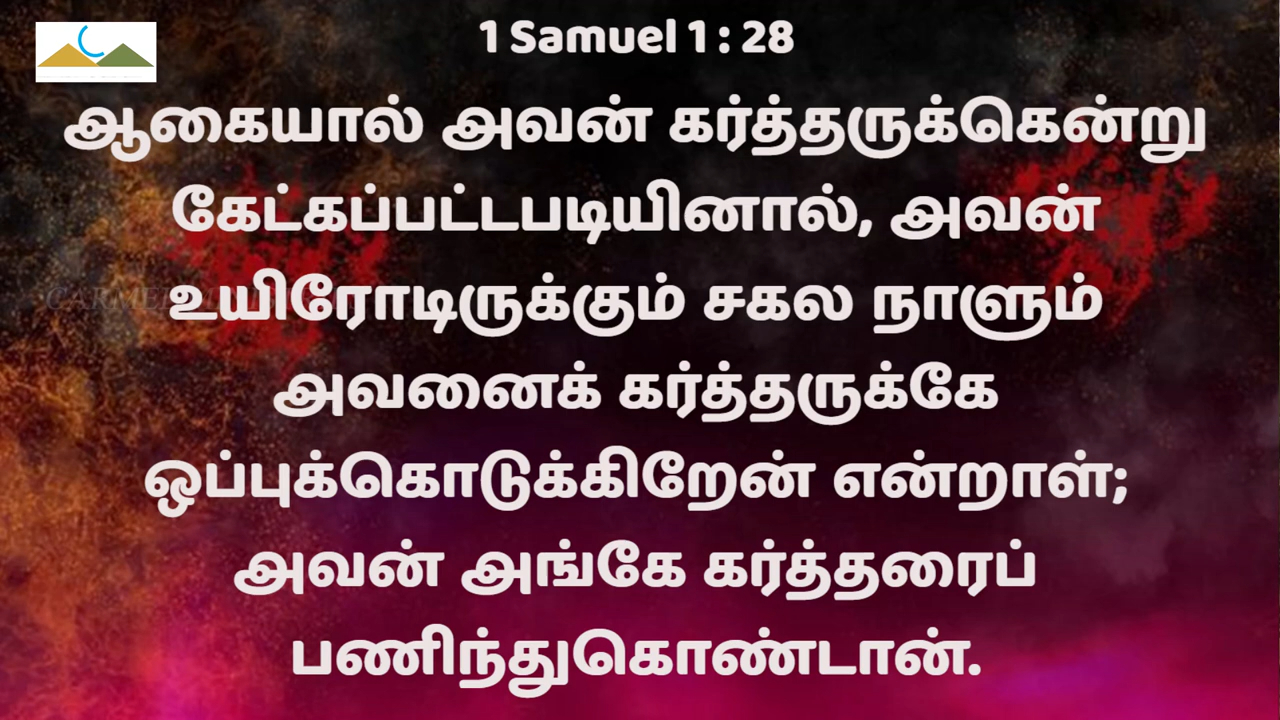 1 Samuel 1 : 28
ஆகையால் அவன் கர்த்தருக்கென்று
கேட்கப்பட்டபடியினால், அவன்
உயிரோடிருக்கும் சகல நாளும்
அவனைக் கர்த்தருக்கே
ஒப்புக்கொடுக்கிறேன் என்றாள்;
அவன் அங்கே கர்த்தரைப்
பணிந்துகொண்டான்.